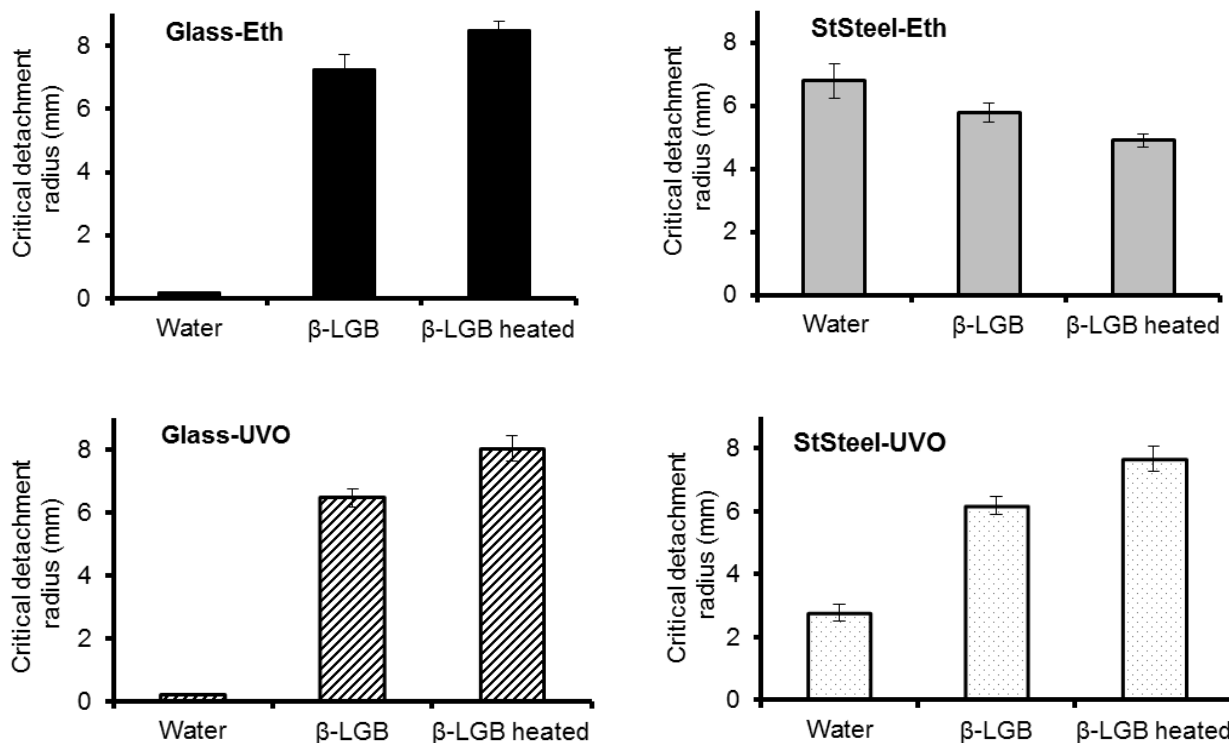 Glass-Eth
Critical detachment
radius (mm)
8
6
4
2
0
Water
β-LGB
β-LGB heated
StSteel-Eth
Critical detachment
radius (mm)
8
6
4
2
0
Water
β-LGB
β-LGB heated
Glass-UVO
Critical detachment
radius (mm)
8
6
4
2
0
Water
β-LGB
β-LGB heated
StSteel-UVO
Critical detachment
radius (mm)
8
6
4
2
0
Water
β-LGB
β-LGB heated